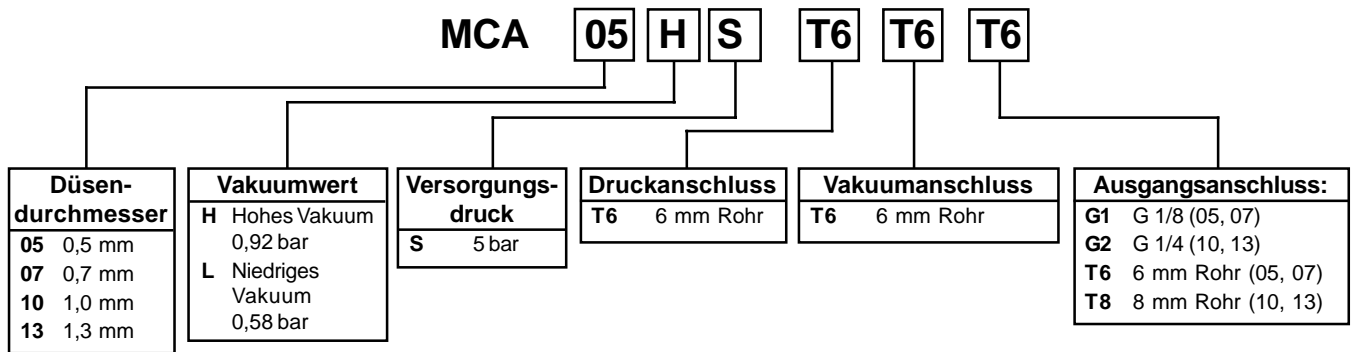 MCA 05 H S T6 T6 T6
Düsen-
durchmesser
05 0,5 mm
07 0,7 mm
10 1,0 mm
13 1,3 mm
Vakuumwert
H Hohes Vakuum
0,92 bar
L Niedriges
Vakuum
0,58 bar
Versorgungs-
druck
S 5 bar
Druckanschluss
T6 6 mm Rohr
Vakuumanschluss
T6 6 mm Rohr
Ausgangsanschluss:
G1 G 1/8 (05, 07)
G2 G 1/4 (10, 13)
T6 6 mm Rohr (05, 07)
T8 8 mm Rohr (10, 13)